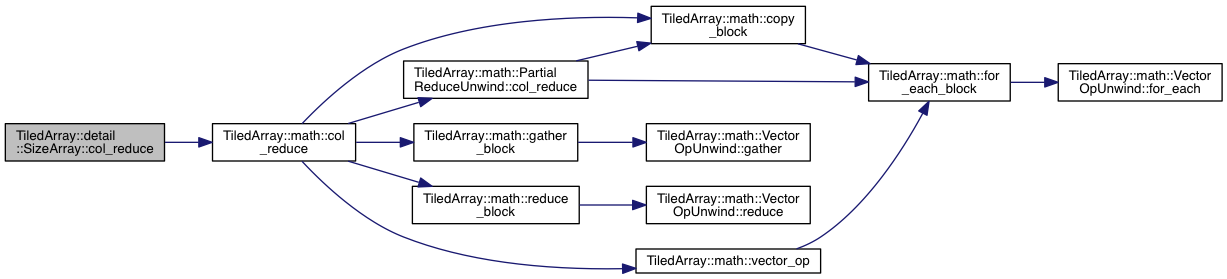 TiledArray::detail
::SizeArray::col_reduce
TiledArray::math::col
_reduce
TiledArray::math::copy
_block
TiledArray::math::Partial
ReduceUnwind::col_reduce
TiledArray::math::gather
_block
TiledArray::math::reduce
_block
TiledArray::math::Vector
OpUnwind::gather
TiledArray::math::Vector
OpUnwind::reduce
TiledArray::math::vector_op
TiledArray::math::for
_each_block
TiledArray::math::Vector
OpUnwind::for_each